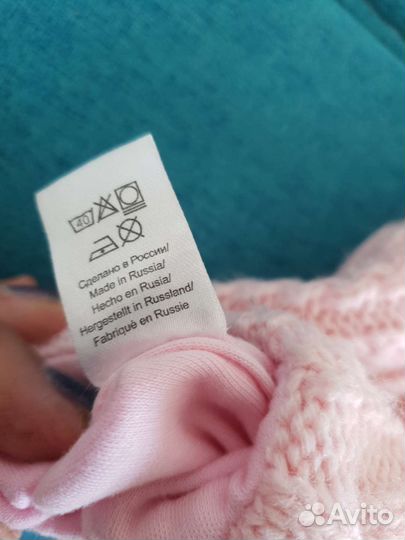 40
Сделано в России/
Made in Russia/
Hecho en Rusia/
Hergestellt in Russland/
Fabriqué en Russie
Avito